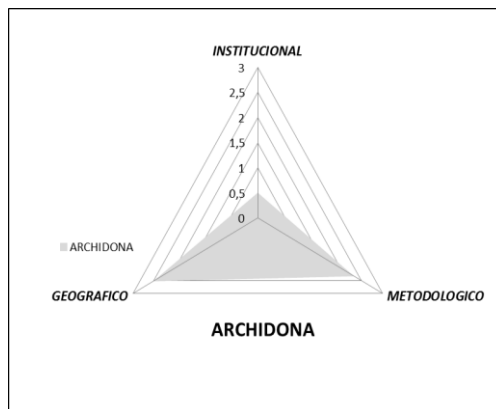 INSTITUCIONAL
3
2,5
2
1,5
1
0,5
0
ARCHIDONA
GEOGRAFICO
METODOLOGICO
ARCHIDONA